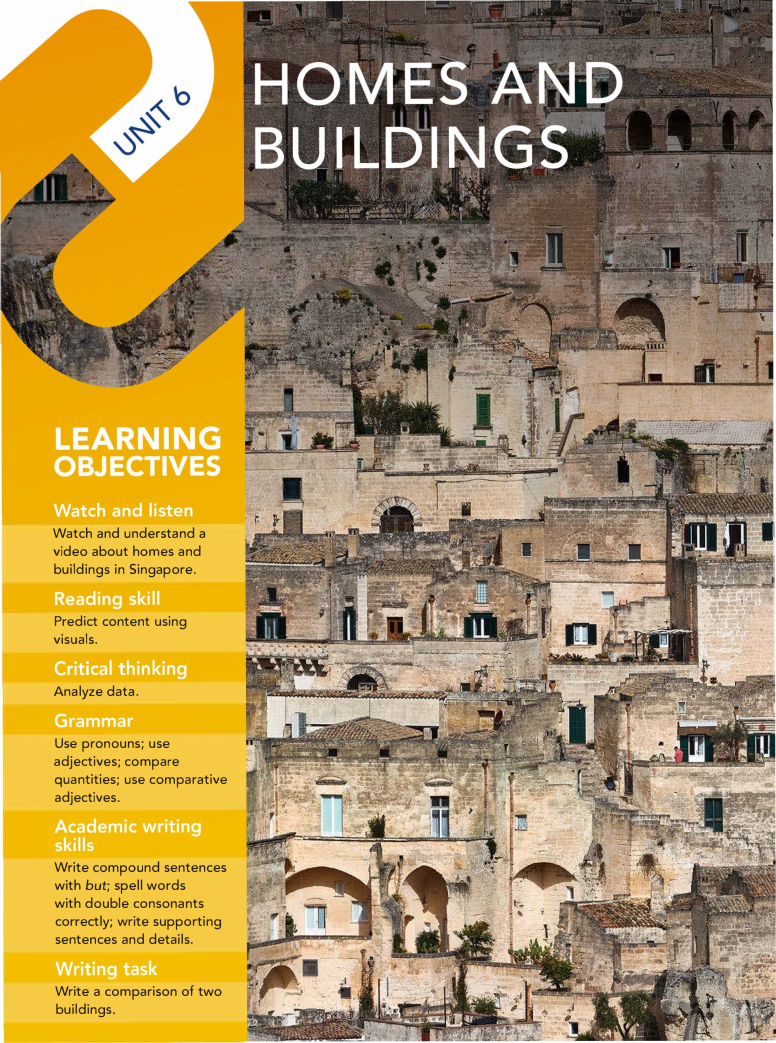 UNIT 6
HOMES AND
BUILDINGS
LEARNING
OBJECTIVES
Watch and listen
Watch and understand a
video about homes and
buildings in Singapore.
Reading skill
Predict content using
visuals.
Critical thinking
Analyze data.
Grammar
Use pronouns; use
adjectives; compare
quantities; use comparative
adjectives.
Academic writing
skills
Write compound sentences
with but; spell words
with double consonants
correctly; write supporting
sentences and details.
Writing task
Write a comparison of two
buildings.